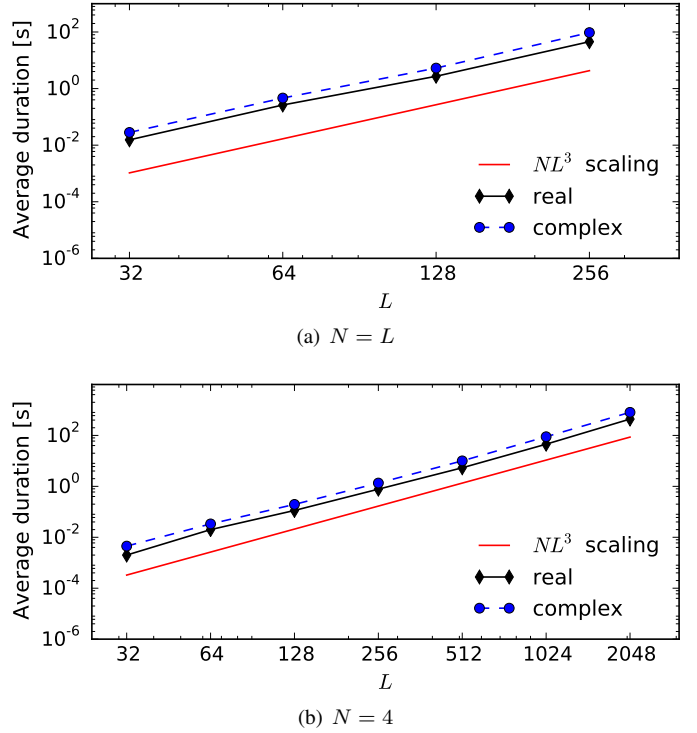 Average duration [s]
10^2
10^0
10^-2
10^-4
10^-6
NL^3 scaling
real
complex
32 64 128 256
L
(a) N = L
Average duration [s]
10^2
10^0
10^-2
10^-4
10^-6
NL^3 scaling
real
complex
32 64 128 256 512 1024 2048
L
(b) N = 4